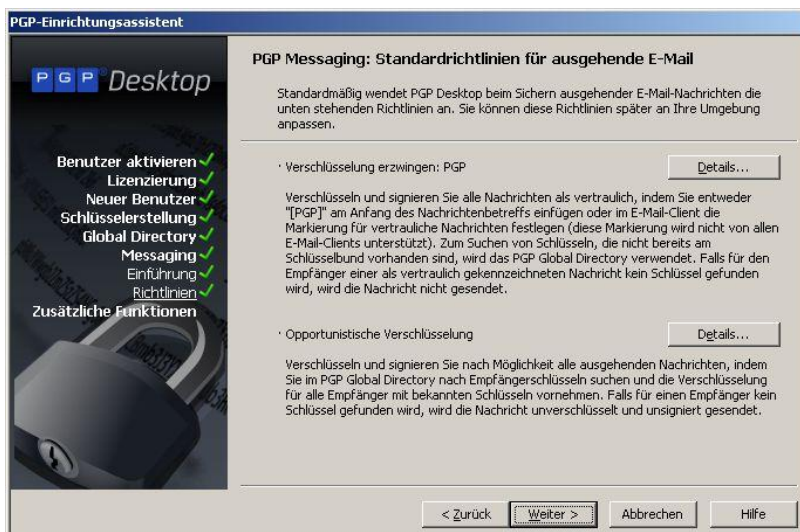 PGP-Einrichtungsassistent
PGP Desktop
Benutzer aktivieren
Lizenzierung
Neuer Benutzer
Schlüsselerstellung
Global Directory
Messaging
Einführung
Richtlinien
Zusätzliche Funktionen
PGP Messaging: Standardrichtlinien für ausgehende E-Mail
Standardmäßig wendet PGP Desktop beim Sichern ausgehender E-Mail-Nachrichten die
unten stehenden Richtlinien an. Sie können diese Richtlinien später an Ihre Umgebung
anpassen.
· Verschlüsselung erzwingen: PGP
Details...
Verschlüsseln und signieren Sie alle Nachrichten als vertraulich, indem Sie entweder
"[PGP]" am Anfang des Nachrichtenbetreffs einfügen oder im E-Mail-Client die
Markierung für vertrauliche Nachrichten festlegen (diese Markierung wird nicht von allen
E-Mail-Clients unterstützt). Zum Suchen von Schlüsseln, die nicht bereits am
Schlüsselbund vorhanden sind, wird das PGP Global Directory verwendet. Falls für den
Empfänger einer als vertraulich gekennzeichneten Nachricht kein Schlüssel gefunden
wird, wird die Nachricht nicht gesendet.
· Opportunistische Verschlüsselung
Details...
Verschlüsseln und signieren Sie nach Möglichkeit alle ausgehenden Nachrichten, indem
Sie im PGP Global Directory nach Empfängerschlüsseln suchen und die Verschlüsselung
für alle Empfänger mit bekannten Schlüsseln vornehmen. Falls für einen Empfänger kein
Schlüssel gefunden wird, wird die Nachricht unverschlüsselt und unsigniert gesendet.
< Zurück
Weiter >
Abbrechen
Hilfe